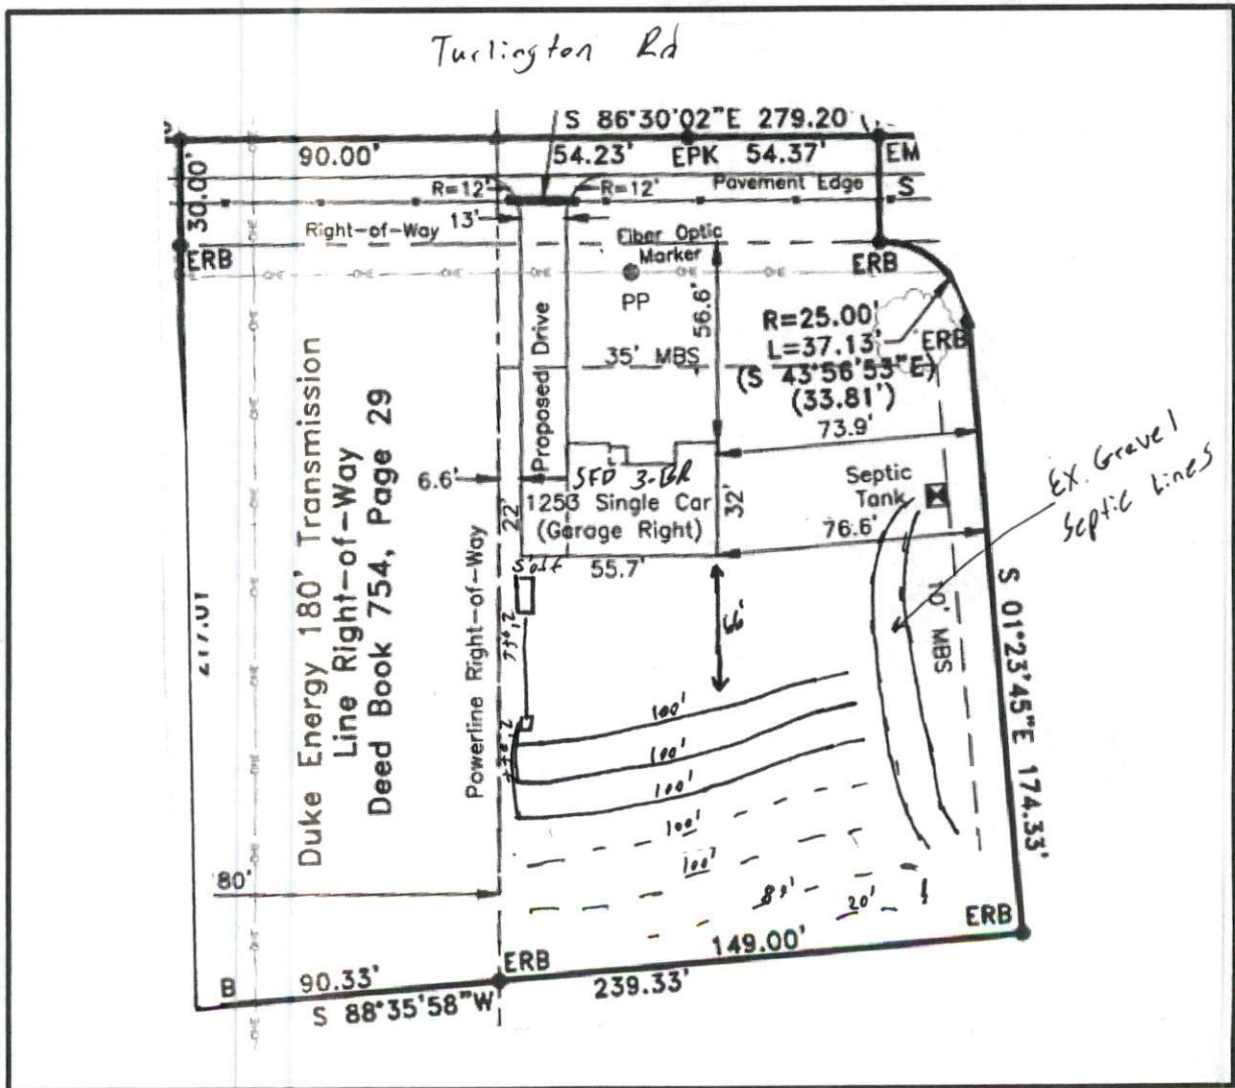 Turlington Rd
S 86°30'02"E 279.20'
90.00'
54.23'
EPK
54.37'
EM
30.00'
R=12'
R=12'
Pavement Edge
S
Right-of-Way
13'
Fiber Optic
Marker
ERB
ERB
OHE
OHE
OHE
OHE
OHE
OHE
PP
56.6'
Proposed Drive
R=25.00'
L=37.13'
ERB
(S 43°56'53"E)
(33.81')
35' MBS
73.9'
Duke Energy 180' Transmission
Line Right-of-Way
Deed Book 754, Page 29
6.6'
SFD 3-BR
1253 Single Car
(Garage Right)
22'
32'
Septic
Tank
76.6'
Ex. Gravel
Septic Lines
55.7'
66'
10' MBS
S 01°23'45"E 174.33'
Powerline Right-of-Way
100'
100'
100'
100'
100'
20'
80'
ERB
149.00'
ERB
B
90.33'
239.33'
S 88°35'58"W